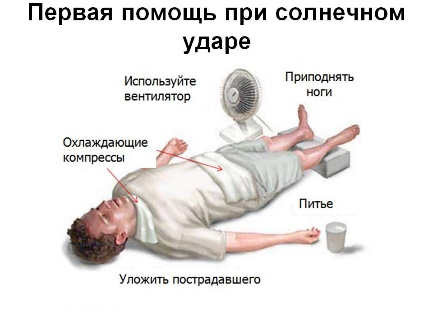 Первая помощь при солнечном
ударе
Используйте
вентилятор
Приподнять
ноги
Охлаждающие
компрессы
Питье
Уложить пострадавшего